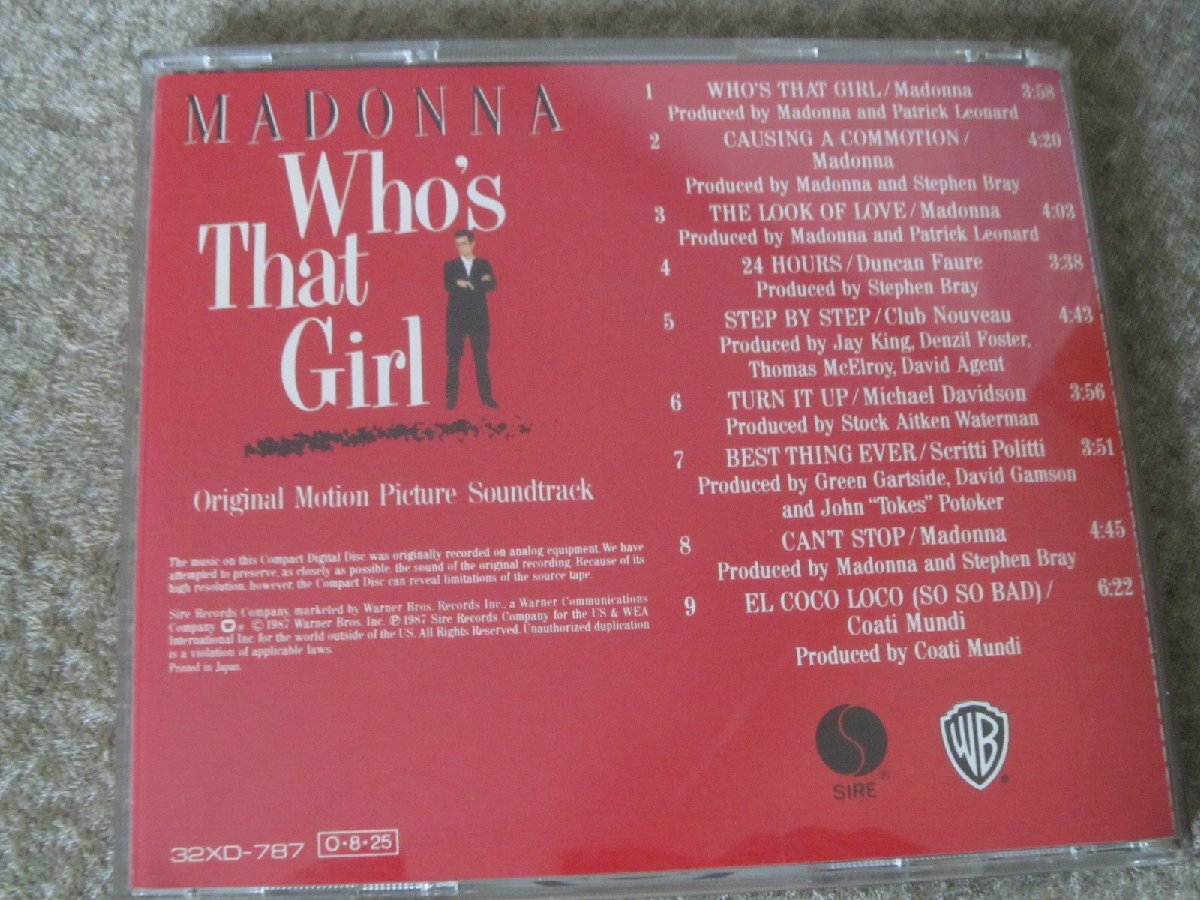 MADONNA
Who's
That
Girl
Original Motion Picture Soundtrack
The music on this Compact Digital Disc was originally recorded on analog equipment. We have
attempted to preserve, as closely as possible, the sound of the original recording. Because of its
high resolution, however, the Compact Disc can reveal limitations of the source tape.
Sire Records Company, marketed by Warner Bros. Records Inc., a Warner Communications
Company ® © 1987 Warner Bros. Inc. ℗ 1987 Sire Records Company for the US & WEA
International Inc. for the world outside of the US. All Rights Reserved. Unauthorized duplication
is a violation of applicable laws.
Printed in Japan.
32XD-787 O·8·25
1 WHO'S THAT GIRL/Madonna 3:58
Produced by Madonna and Patrick Leonard
2 CAUSING A COMMOTION/ 4:20
Madonna
Produced by Madonna and Stephen Bray
3 THE LOOK OF LOVE/Madonna 4:03
Produced by Madonna and Patrick Leonard
4 24 HOURS/Duncan Faure 3:38
Produced by Stephen Bray
5 STEP BY STEP/Club Nouveau 4:43
Produced by Jay King, Denzil Foster,
Thomas McElroy, David Agent
6 TURN IT UP/Michael Davidson 3:56
Produced by Stock Aitken Waterman
7 BEST THING EVER/Scritti Politti 3:51
Produced by Green Gartside, David Gamson
and John "Tokes" Potoker
8 CAN'T STOP/Madonna 4:45
Produced by Madonna and Stephen Bray
9 EL COCO LOCO (SO SO BAD)/ 6:22
Coati Mundi
Produced by Coati Mundi
SIRE ®
WB ®